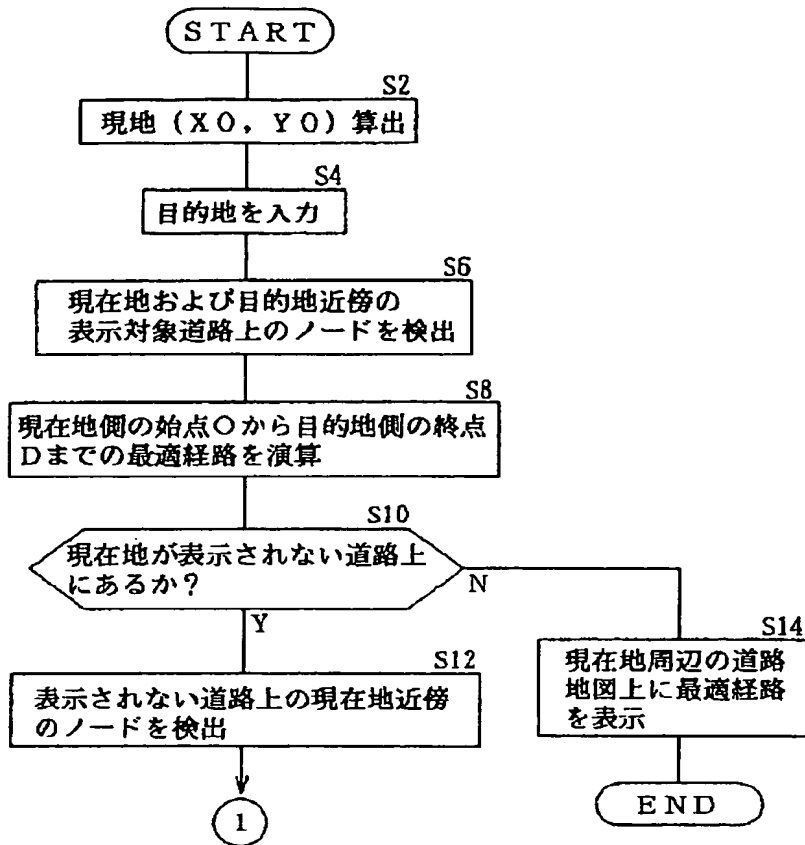 START
S2
現地（X0，Y0）算出
S4
目的地を入力
S6
現在地および目的地近傍の
表示対象道路上のノードを検出
S8
現在地側の始点Oから目的地側の終点
Dまでの最適経路を演算
S10
現在地が表示されない道路上
にあるか？
N
Y
S12
表示されない道路上の現在地近傍
のノードを検出
1
S14
現在地周辺の道路
地図上に最適経路
を表示
END